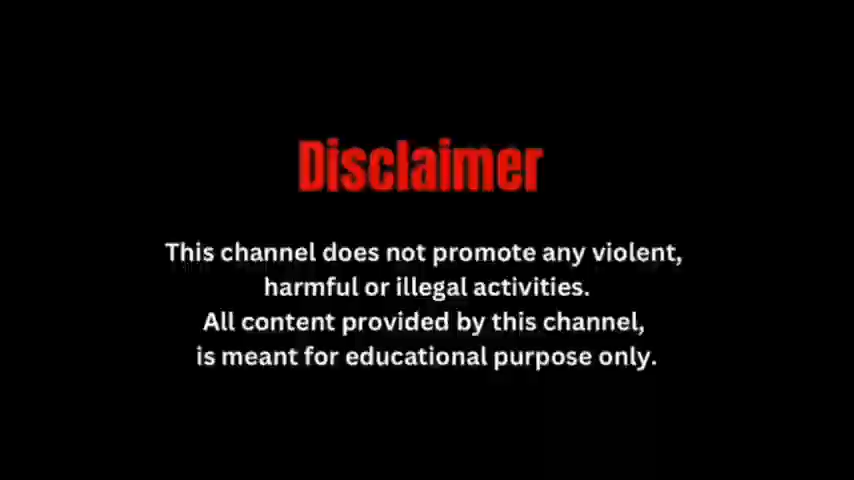 Disclaimer
This channel does not promote any violent,
harmful or illegal activities.
All content provided by this channel,
is meant for educational purpose only.